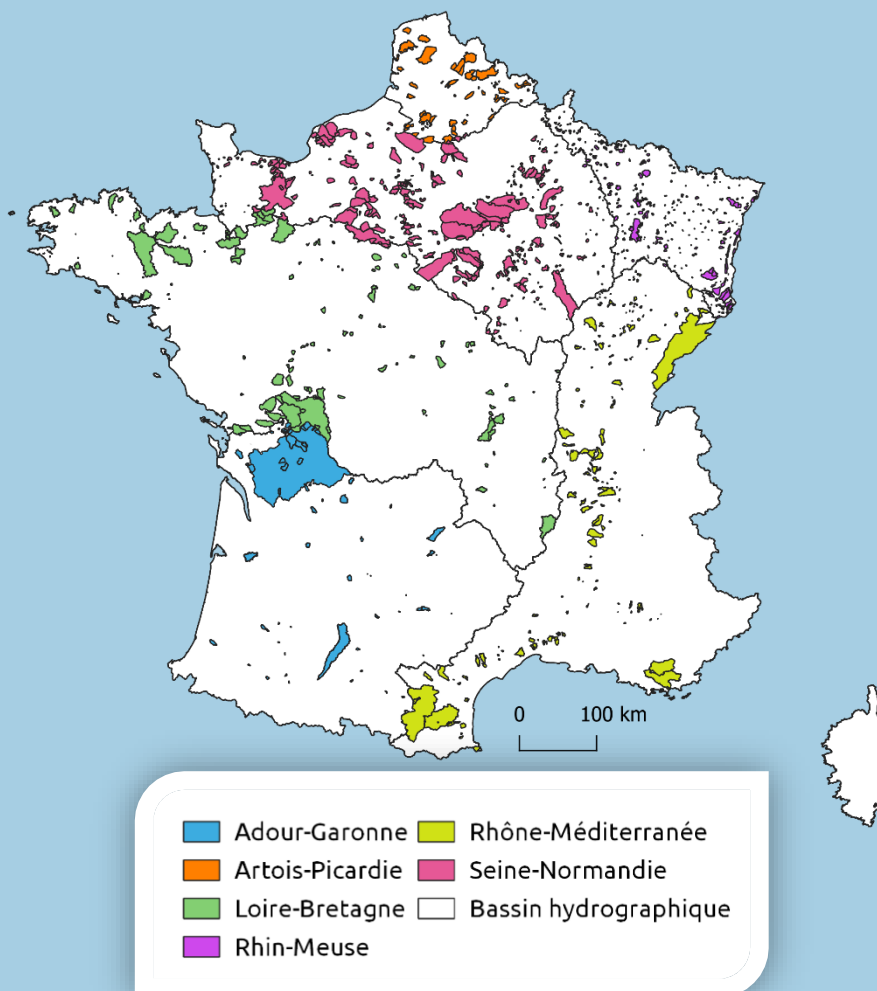 0 100 km
Adour-Garonne Rhône-Méditerranée
Artois-Picardie Seine-Normandie
Loire-Bretagne Bassin hydrographique
Rhin-Meuse